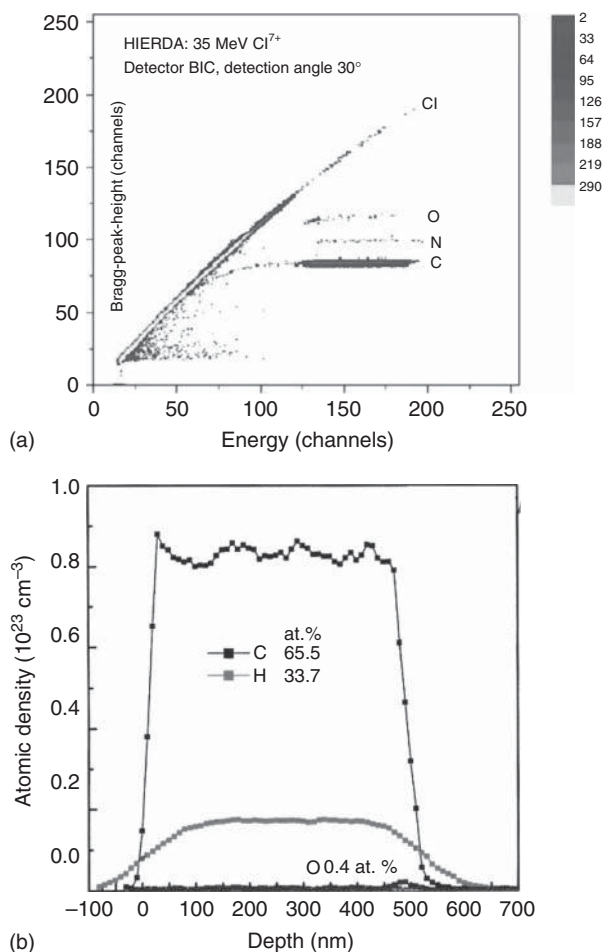 250
200
150
100
50
0
Bragg-peak-height (channels)
HIERDA: 35 MeV Cl⁷⁺
Detector BIC, detection angle 30°
Cl
O
N
C
2
33
64
95
126
157
188
219
290
0
50
100
150
200
250
(a)
Energy (channels)
1.0
0.8
0.6
0.4
0.2
0.0
Atomic density (10²³ cm⁻³)
at.%
C 65.5
H 33.7
O 0.4 at. %
–100
0
100
200
300
400
500
600
700
(b)
Depth (nm)